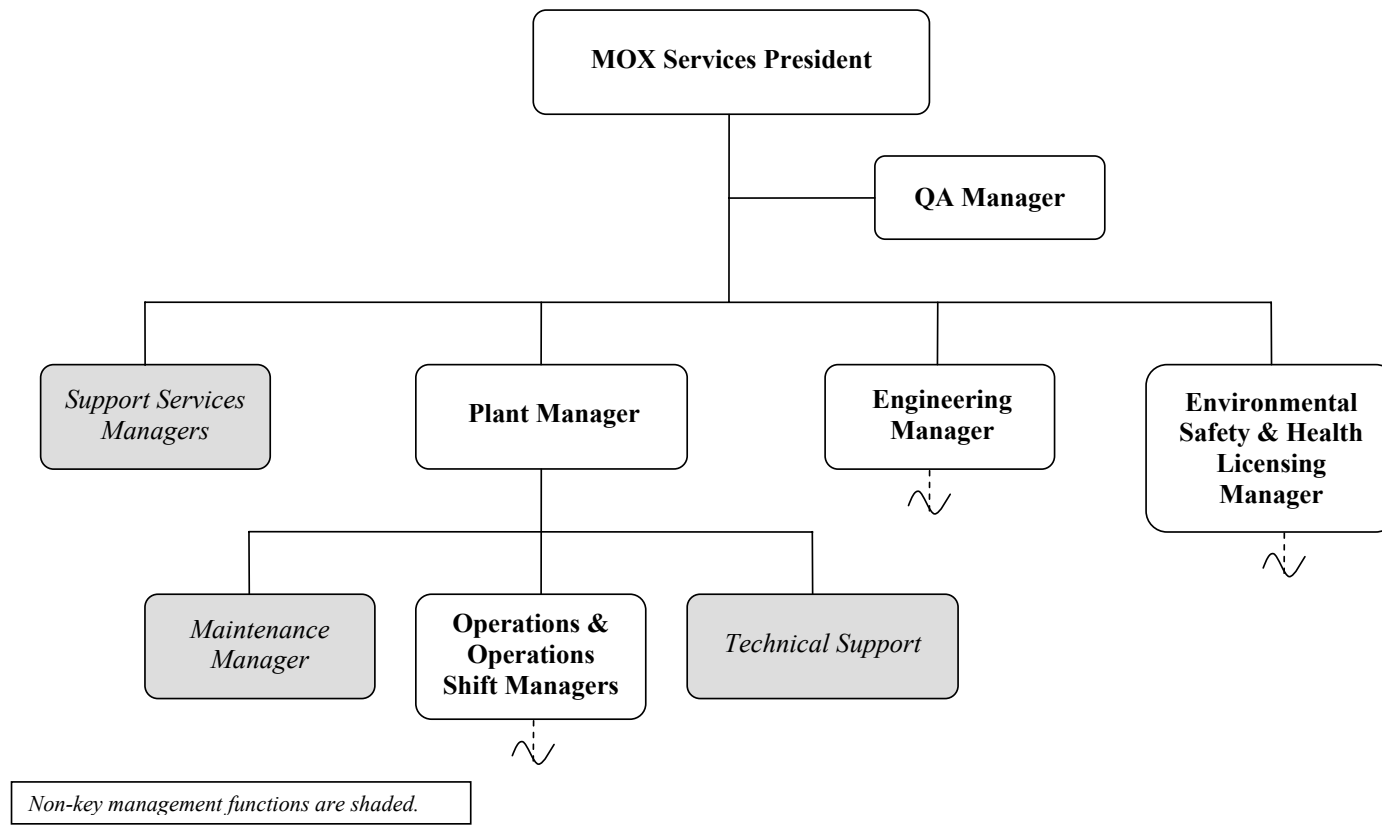 MOX Services President
QA Manager
Support Services
Managers
Plant Manager
Engineering
Manager
Environmental
Safety & Health
Licensing
Manager
Maintenance
Manager
Operations &
Operations
Shift Managers
Technical Support
Non-key management functions are shaded.